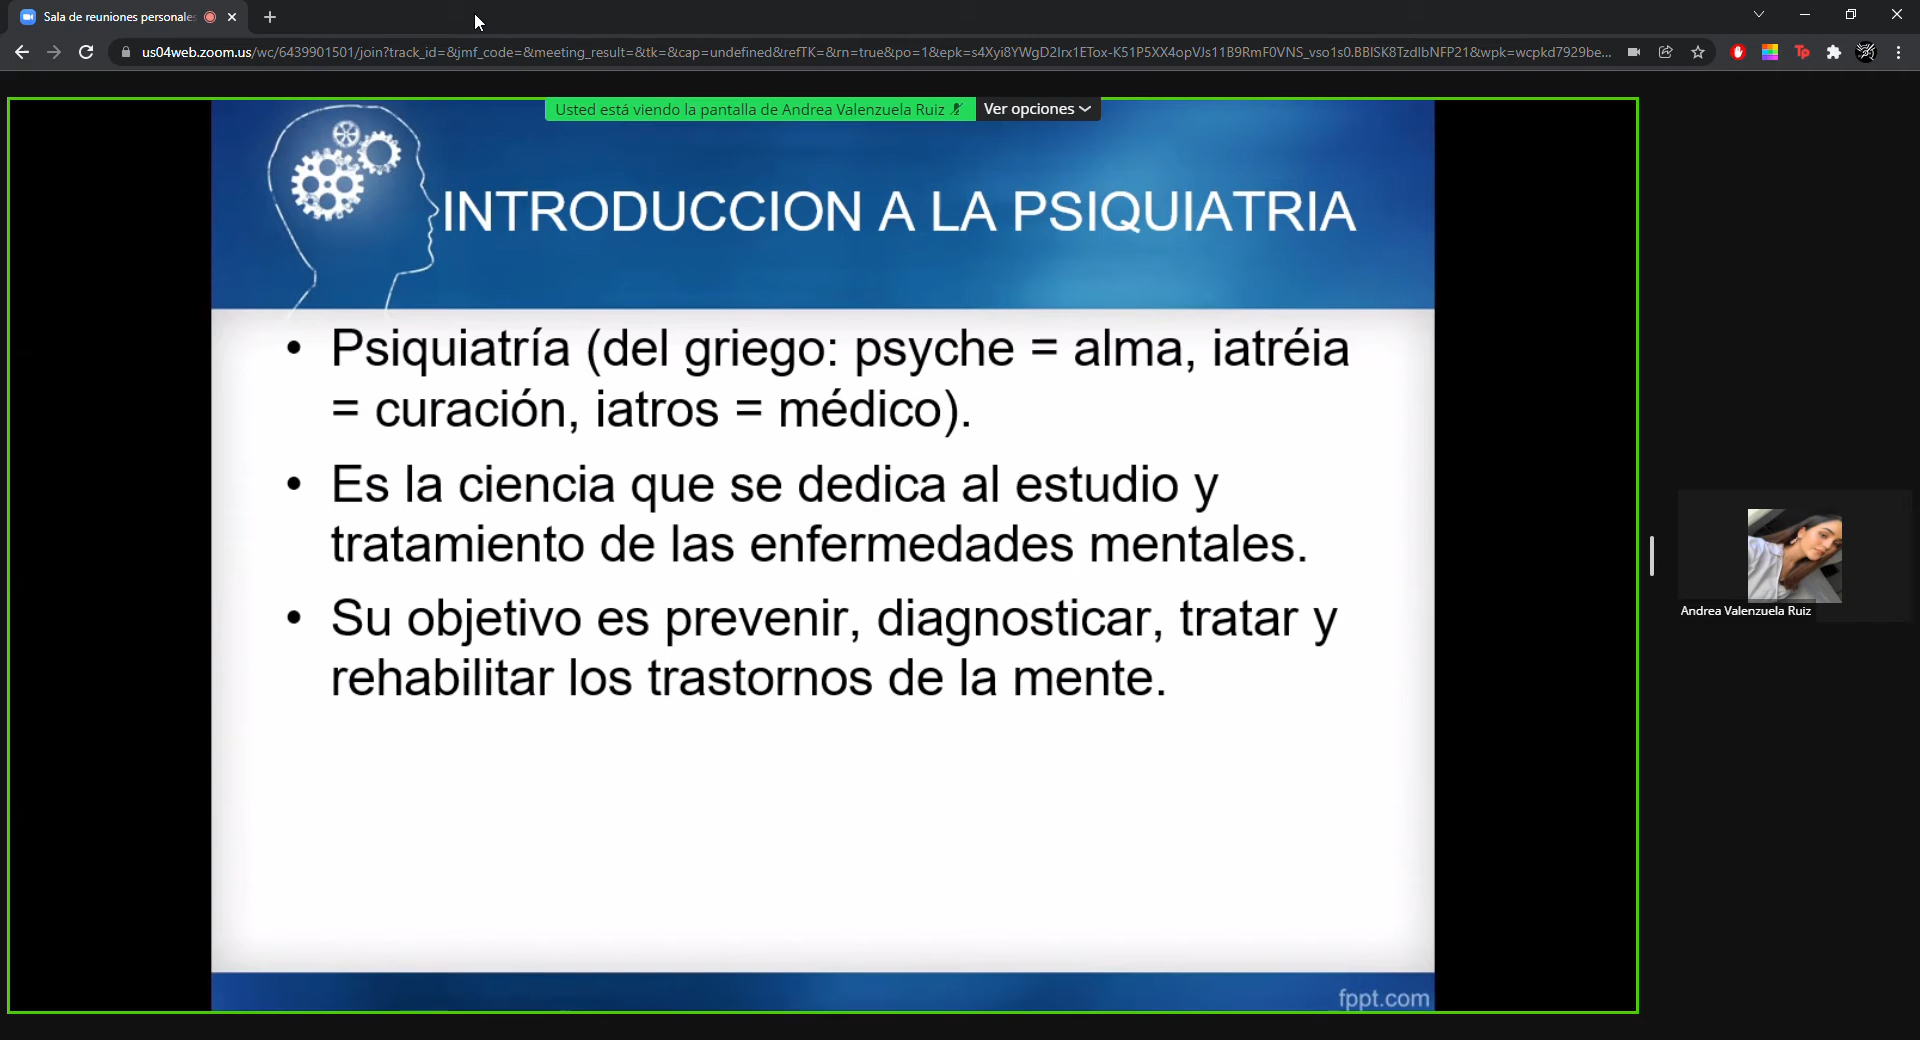 Sala de reuniones personales
us04web.zoom.us/wc/6439901501/join?track_id=&jmf_code=&meeting_result=&tk=&cap=undefined&refTK=&rn=true&po=1&epk=s4Xyi8YWgD2Irx1ETox-K51P5XX4opVJs11B9RmF0VNS_vso1s0.BBISK8TzdIbNFP21&wpk=wcpkd7929be...
Tp
Usted está viendo la pantalla de Andrea Valenzuela Ruiz Ver opciones
INTRODUCCION A LA PSIQUIATRIA
• Psiquiatría (del griego: psyche = alma, iatréia
= curación, iatros = médico).
• Es la ciencia que se dedica al estudio y
tratamiento de las enfermedades mentales.
• Su objetivo es prevenir, diagnosticar, tratar y
rehabilitar los trastornos de la mente.
Andrea Valenzuela Ruiz
fppt.com